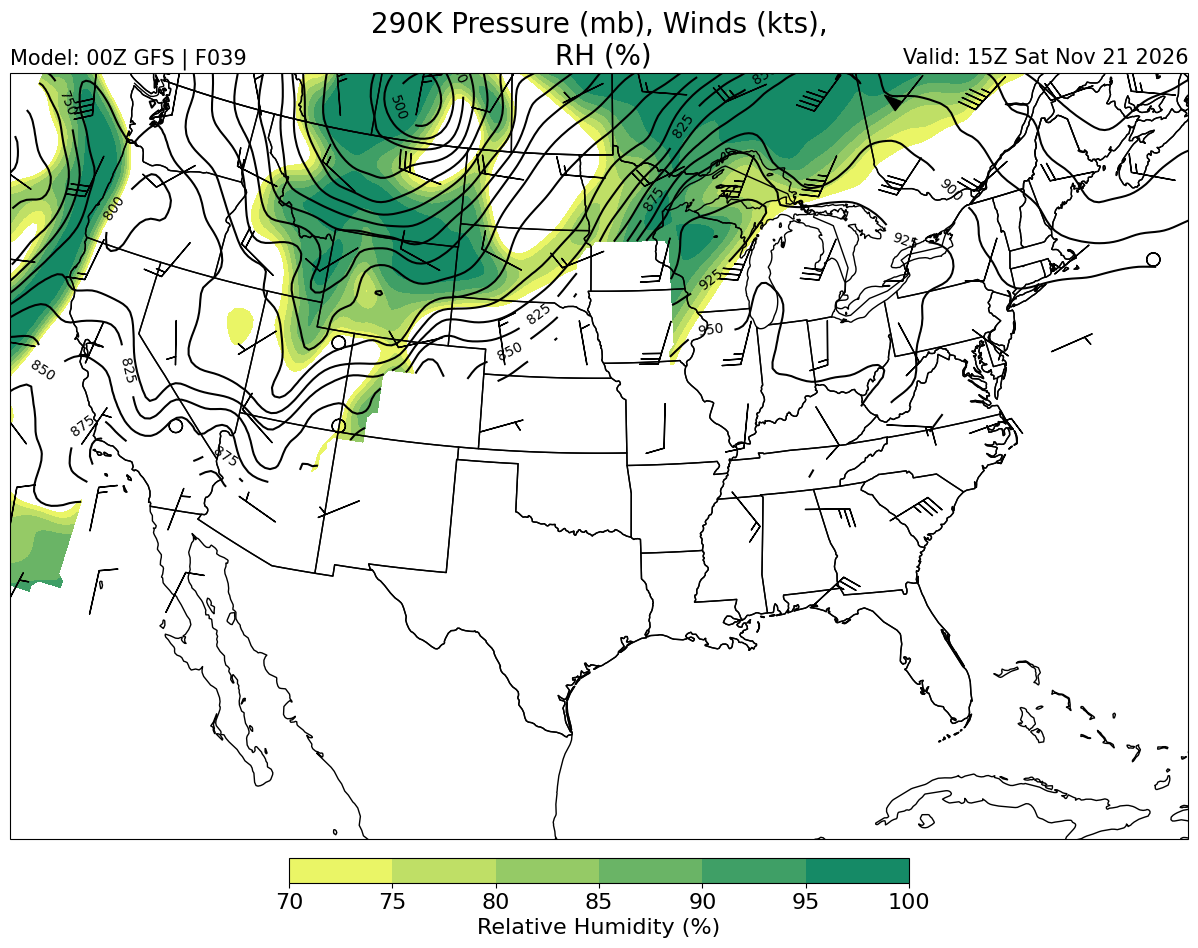 290K Pressure (mb), Winds (kts),
RH (%)
Model: 00Z GFS | F039
Valid: 15Z Sat Nov 21 2026
750
500
825
875
800
900
925
925
825
950
850
850
825
875
875
70 75 80 85 90 95 100
Relative Humidity (%)